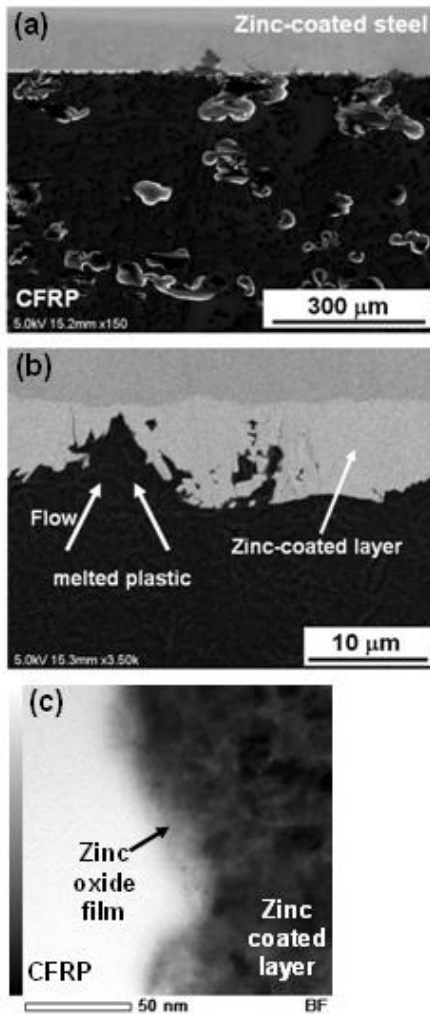 (a)
Zinc-coated steel
CFRP
300 μm
5.0kV 15.2mm x150
(b)
Flow
melted plastic
Zinc-coated layer
5.0kV 15.3mm x3.50k
10 μm
(c)
Zinc
oxide
film
Zinc
coated
layer
CFRP
50 nm
BF